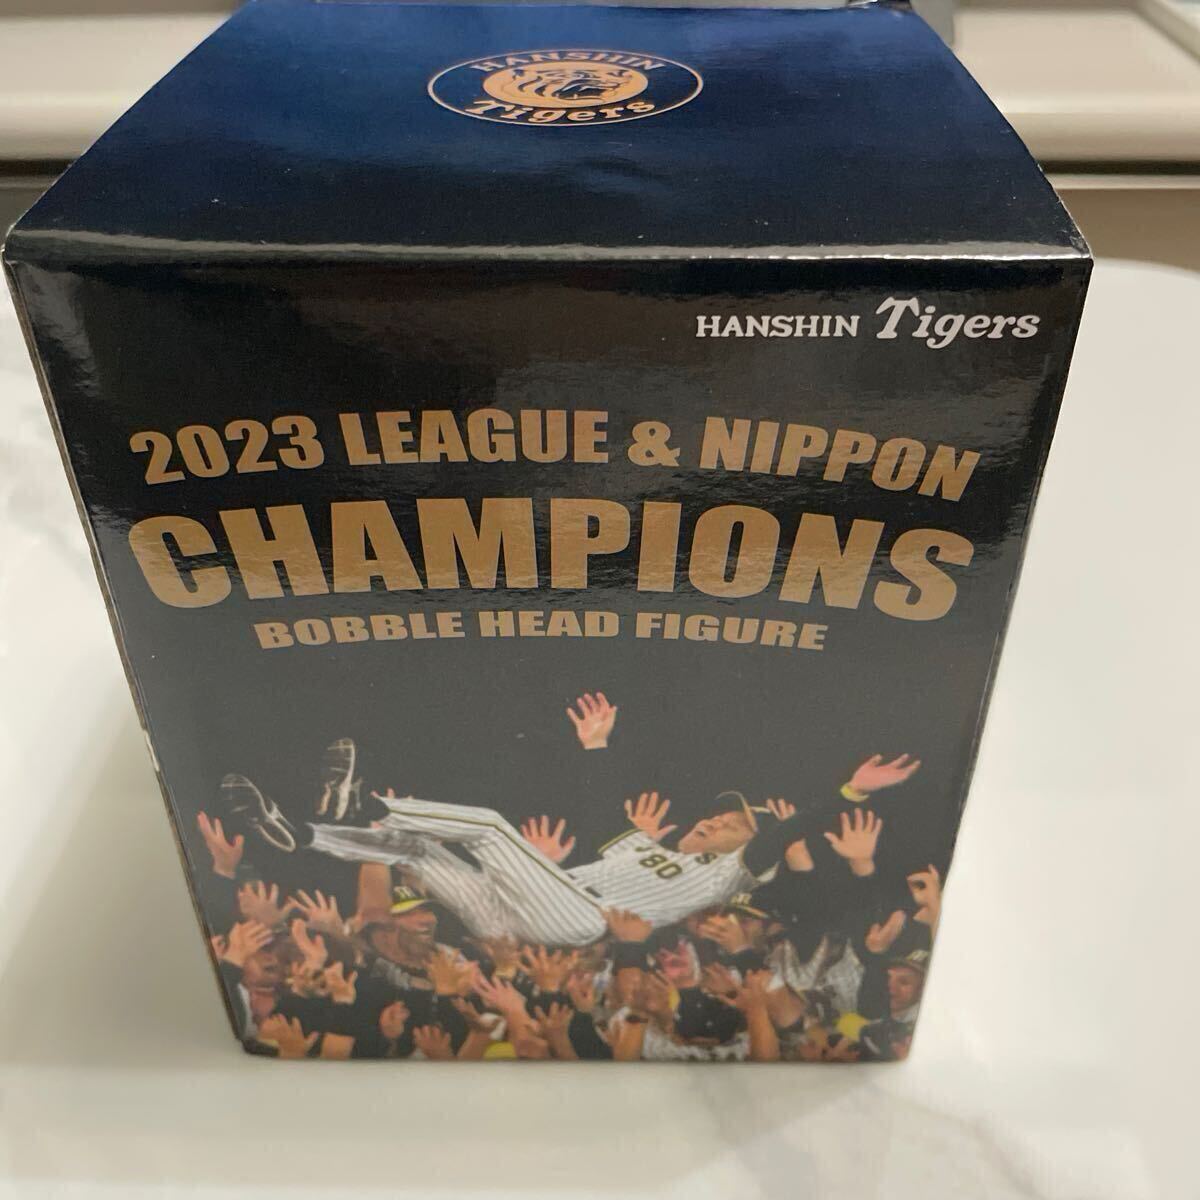 HANSHIN
Tigers
HANSHIN Tigers
2023 LEAGUE & NIPPON
CHAMPIONS
BOBBLE HEAD FIGURE
80